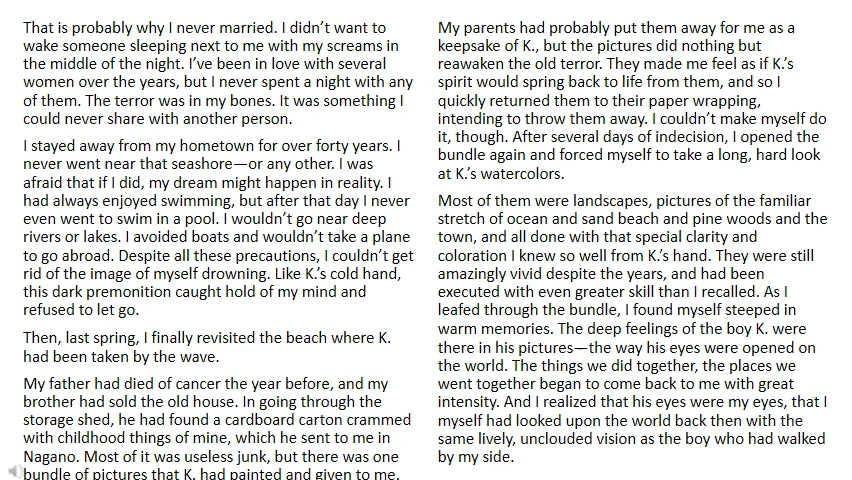 That is probably why I never married. I didn’t want to
wake someone sleeping next to me with my screams in
the middle of the night. I’ve been in love with several
women over the years, but I never spent a night with any
of them. The terror was in my bones. It was something I
could never share with another person.
I stayed away from my hometown for over forty years. I
never went near that seashore—or any other. I was
afraid that if I did, my dream might happen in reality. I
had always enjoyed swimming, but after that day I never
even went to swim in a pool. I wouldn’t go near deep
rivers or lakes. I avoided boats and wouldn’t take a plane
to go abroad. Despite all these precautions, I couldn’t get
rid of the image of myself drowning. Like K.’s cold hand,
this dark premonition caught hold of my mind and
refused to let go.
Then, last spring, I finally revisited the beach where K.
had been taken by the wave.
My father had died of cancer the year before, and my
brother had sold the old house. In going through the
storage shed, he had found a cardboard carton crammed
with childhood things of mine, which he sent to me in
Nagano. Most of it was useless junk, but there was one
bundle of pictures that K. had painted and given to me.
My parents had probably put them away for me as a
keepsake of K., but the pictures did nothing but
reawaken the old terror. They made me feel as if K.’s
spirit would spring back to life from them, and so I
quickly returned them to their paper wrapping,
intending to throw them away. I couldn’t make myself do
it, though. After several days of indecision, I opened the
bundle again and forced myself to take a long, hard look
at K.’s watercolors.
Most of them were landscapes, pictures of the familiar
stretch of ocean and sand beach and pine woods and the
town, and all done with that special clarity and
coloration I knew so well from K.’s hand. They were still
amazingly vivid despite the years, and had been
executed with even greater skill than I recalled. As I
leafed through the bundle, I found myself steeped in
warm memories. The deep feelings of the boy K. were
there in his pictures—the way his eyes were opened on
the world. The things we did together, the places we
went together began to come back to me with great
intensity. And I realized that his eyes were my eyes, that I
myself had looked upon the world back then with the
same lively, unclouded vision as the boy who had walked
by my side.